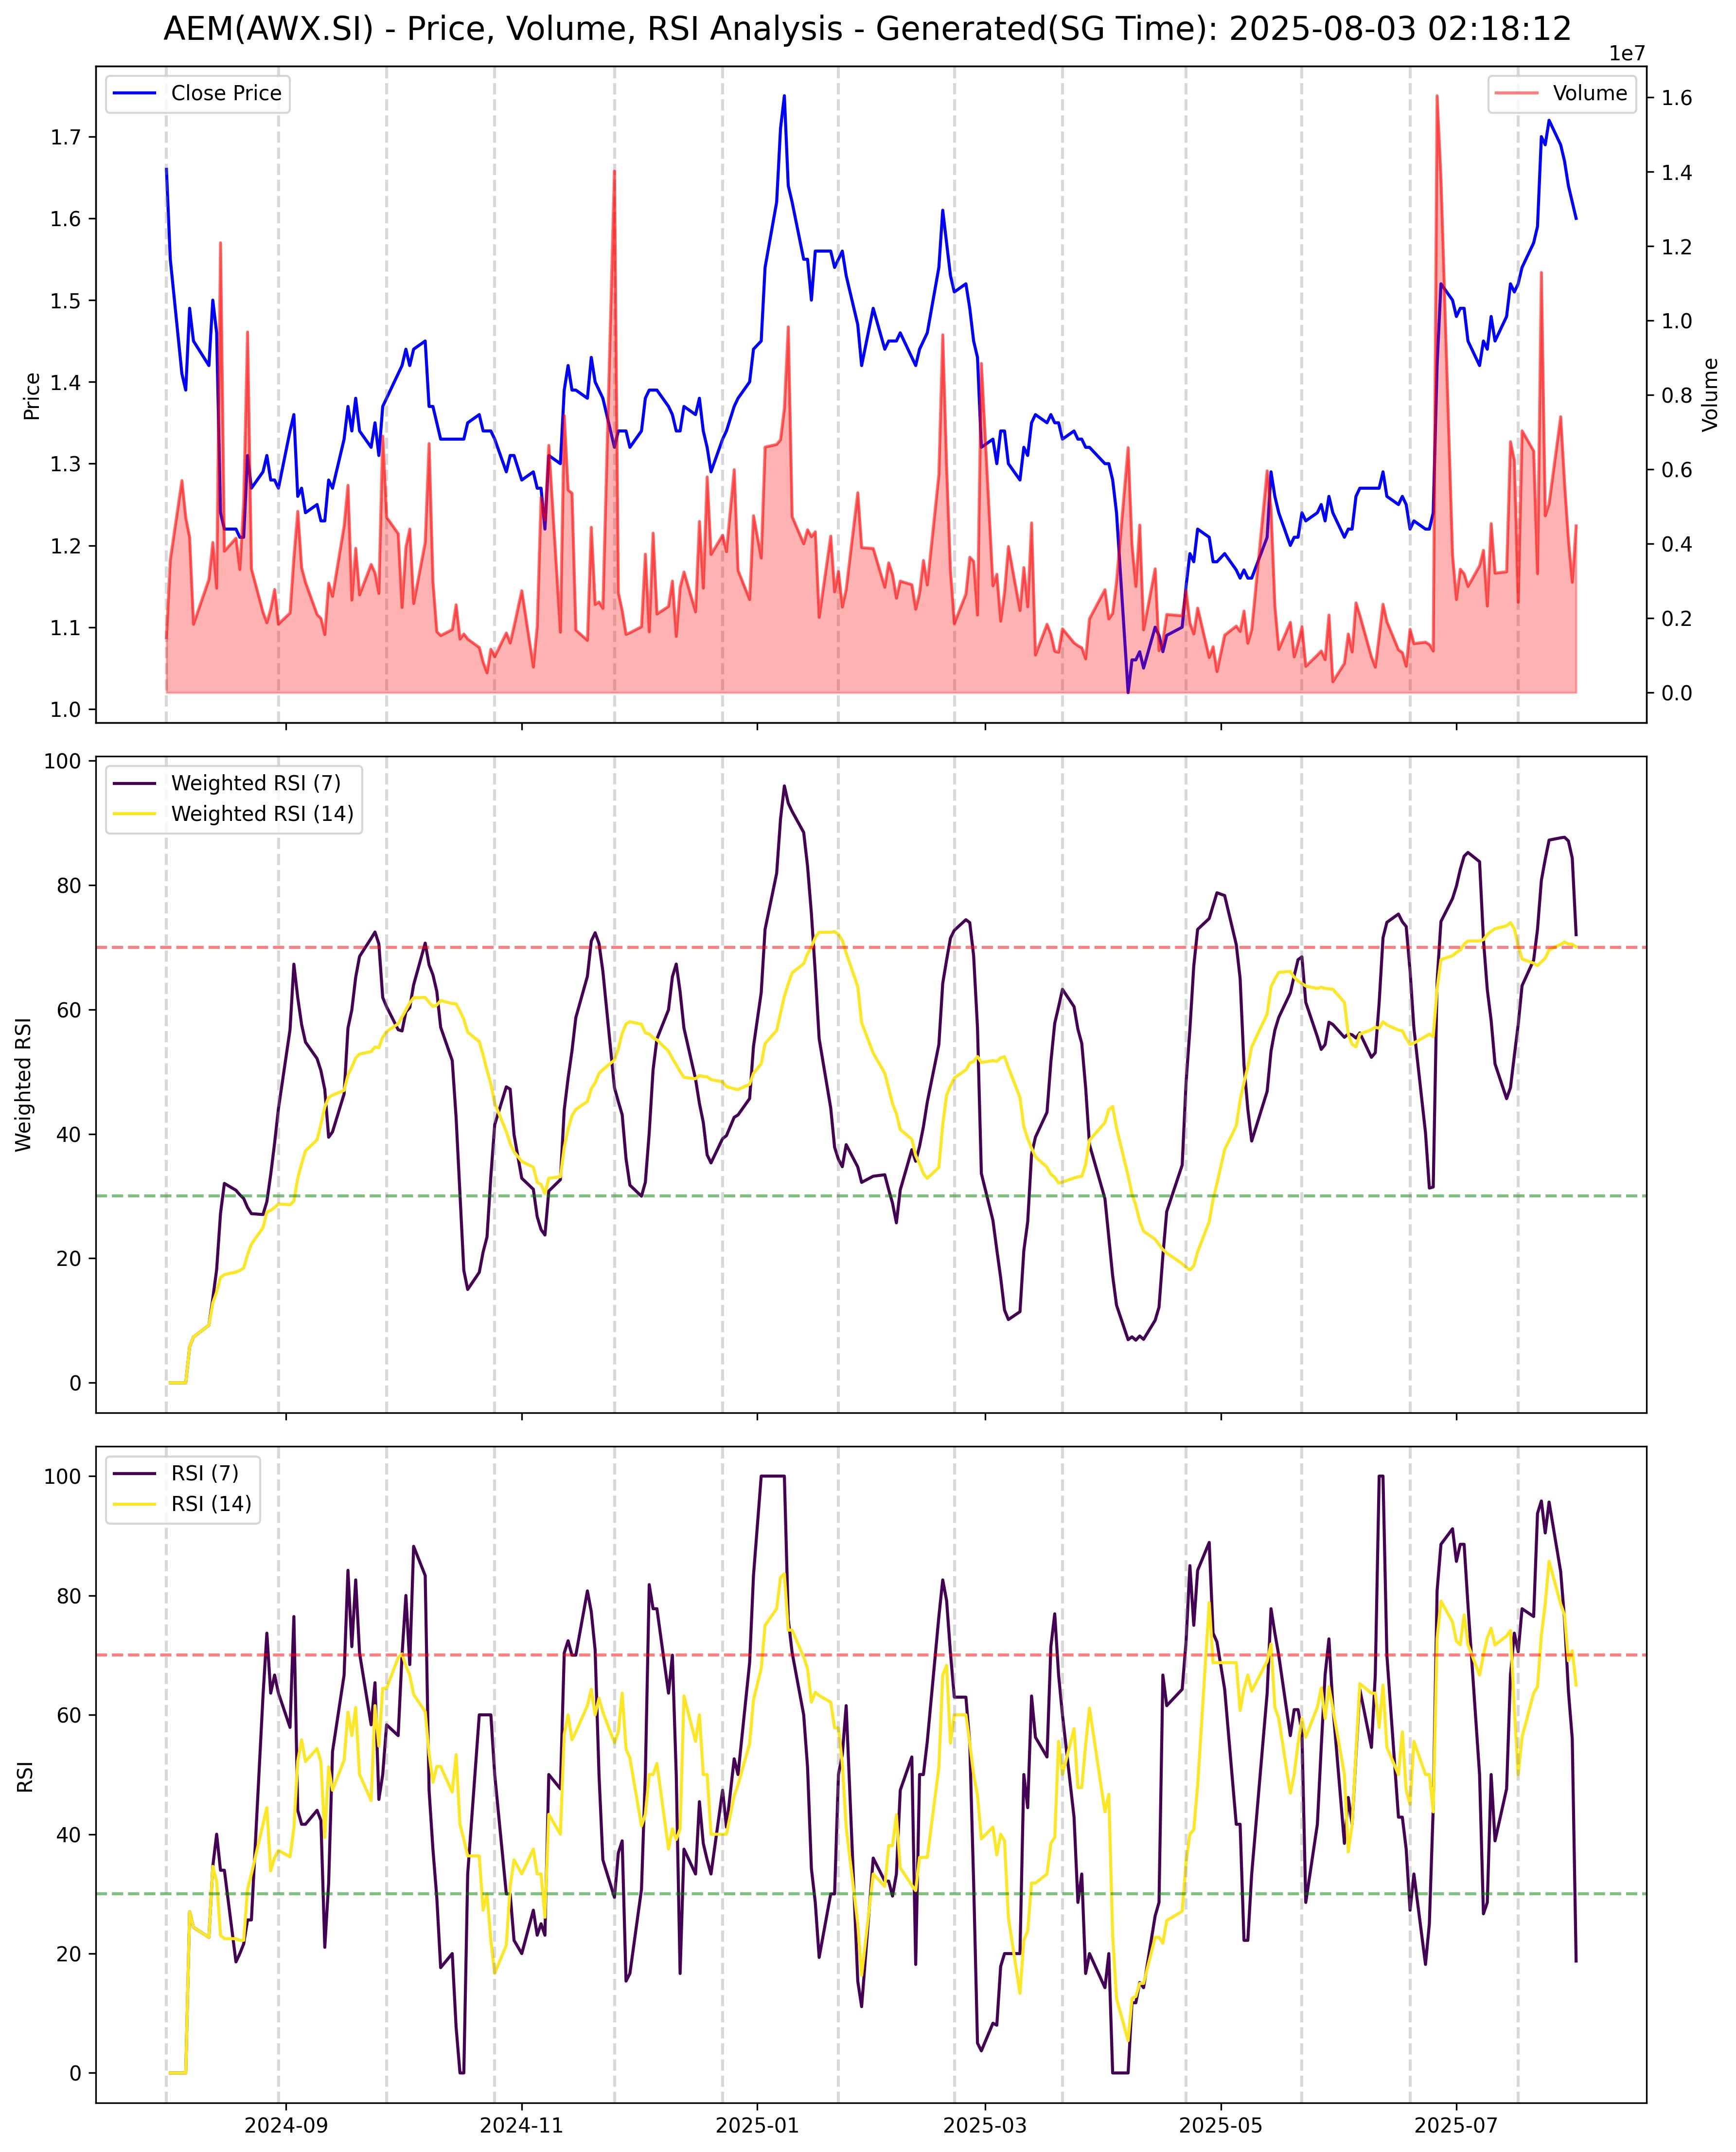 AEM(AWX.SI) - Price, Volume, RSI Analysis - Generated(SG Time): 2025-08-03 02:18:12
1e7
Close Price
Volume
1.7
1.6
1.5
1.4
1.3
1.2
1.1
1.0
Price
1.6
1.4
1.2
1.0
0.8
0.6
0.4
0.2
0.0
Volume
Weighted RSI (7)
Weighted RSI (14)
100
80
60
40
20
0
Weighted RSI
RSI (7)
RSI (14)
100
80
60
40
20
0
RSI
2024-09
2024-11
2025-01
2025-03
2025-05
2025-07